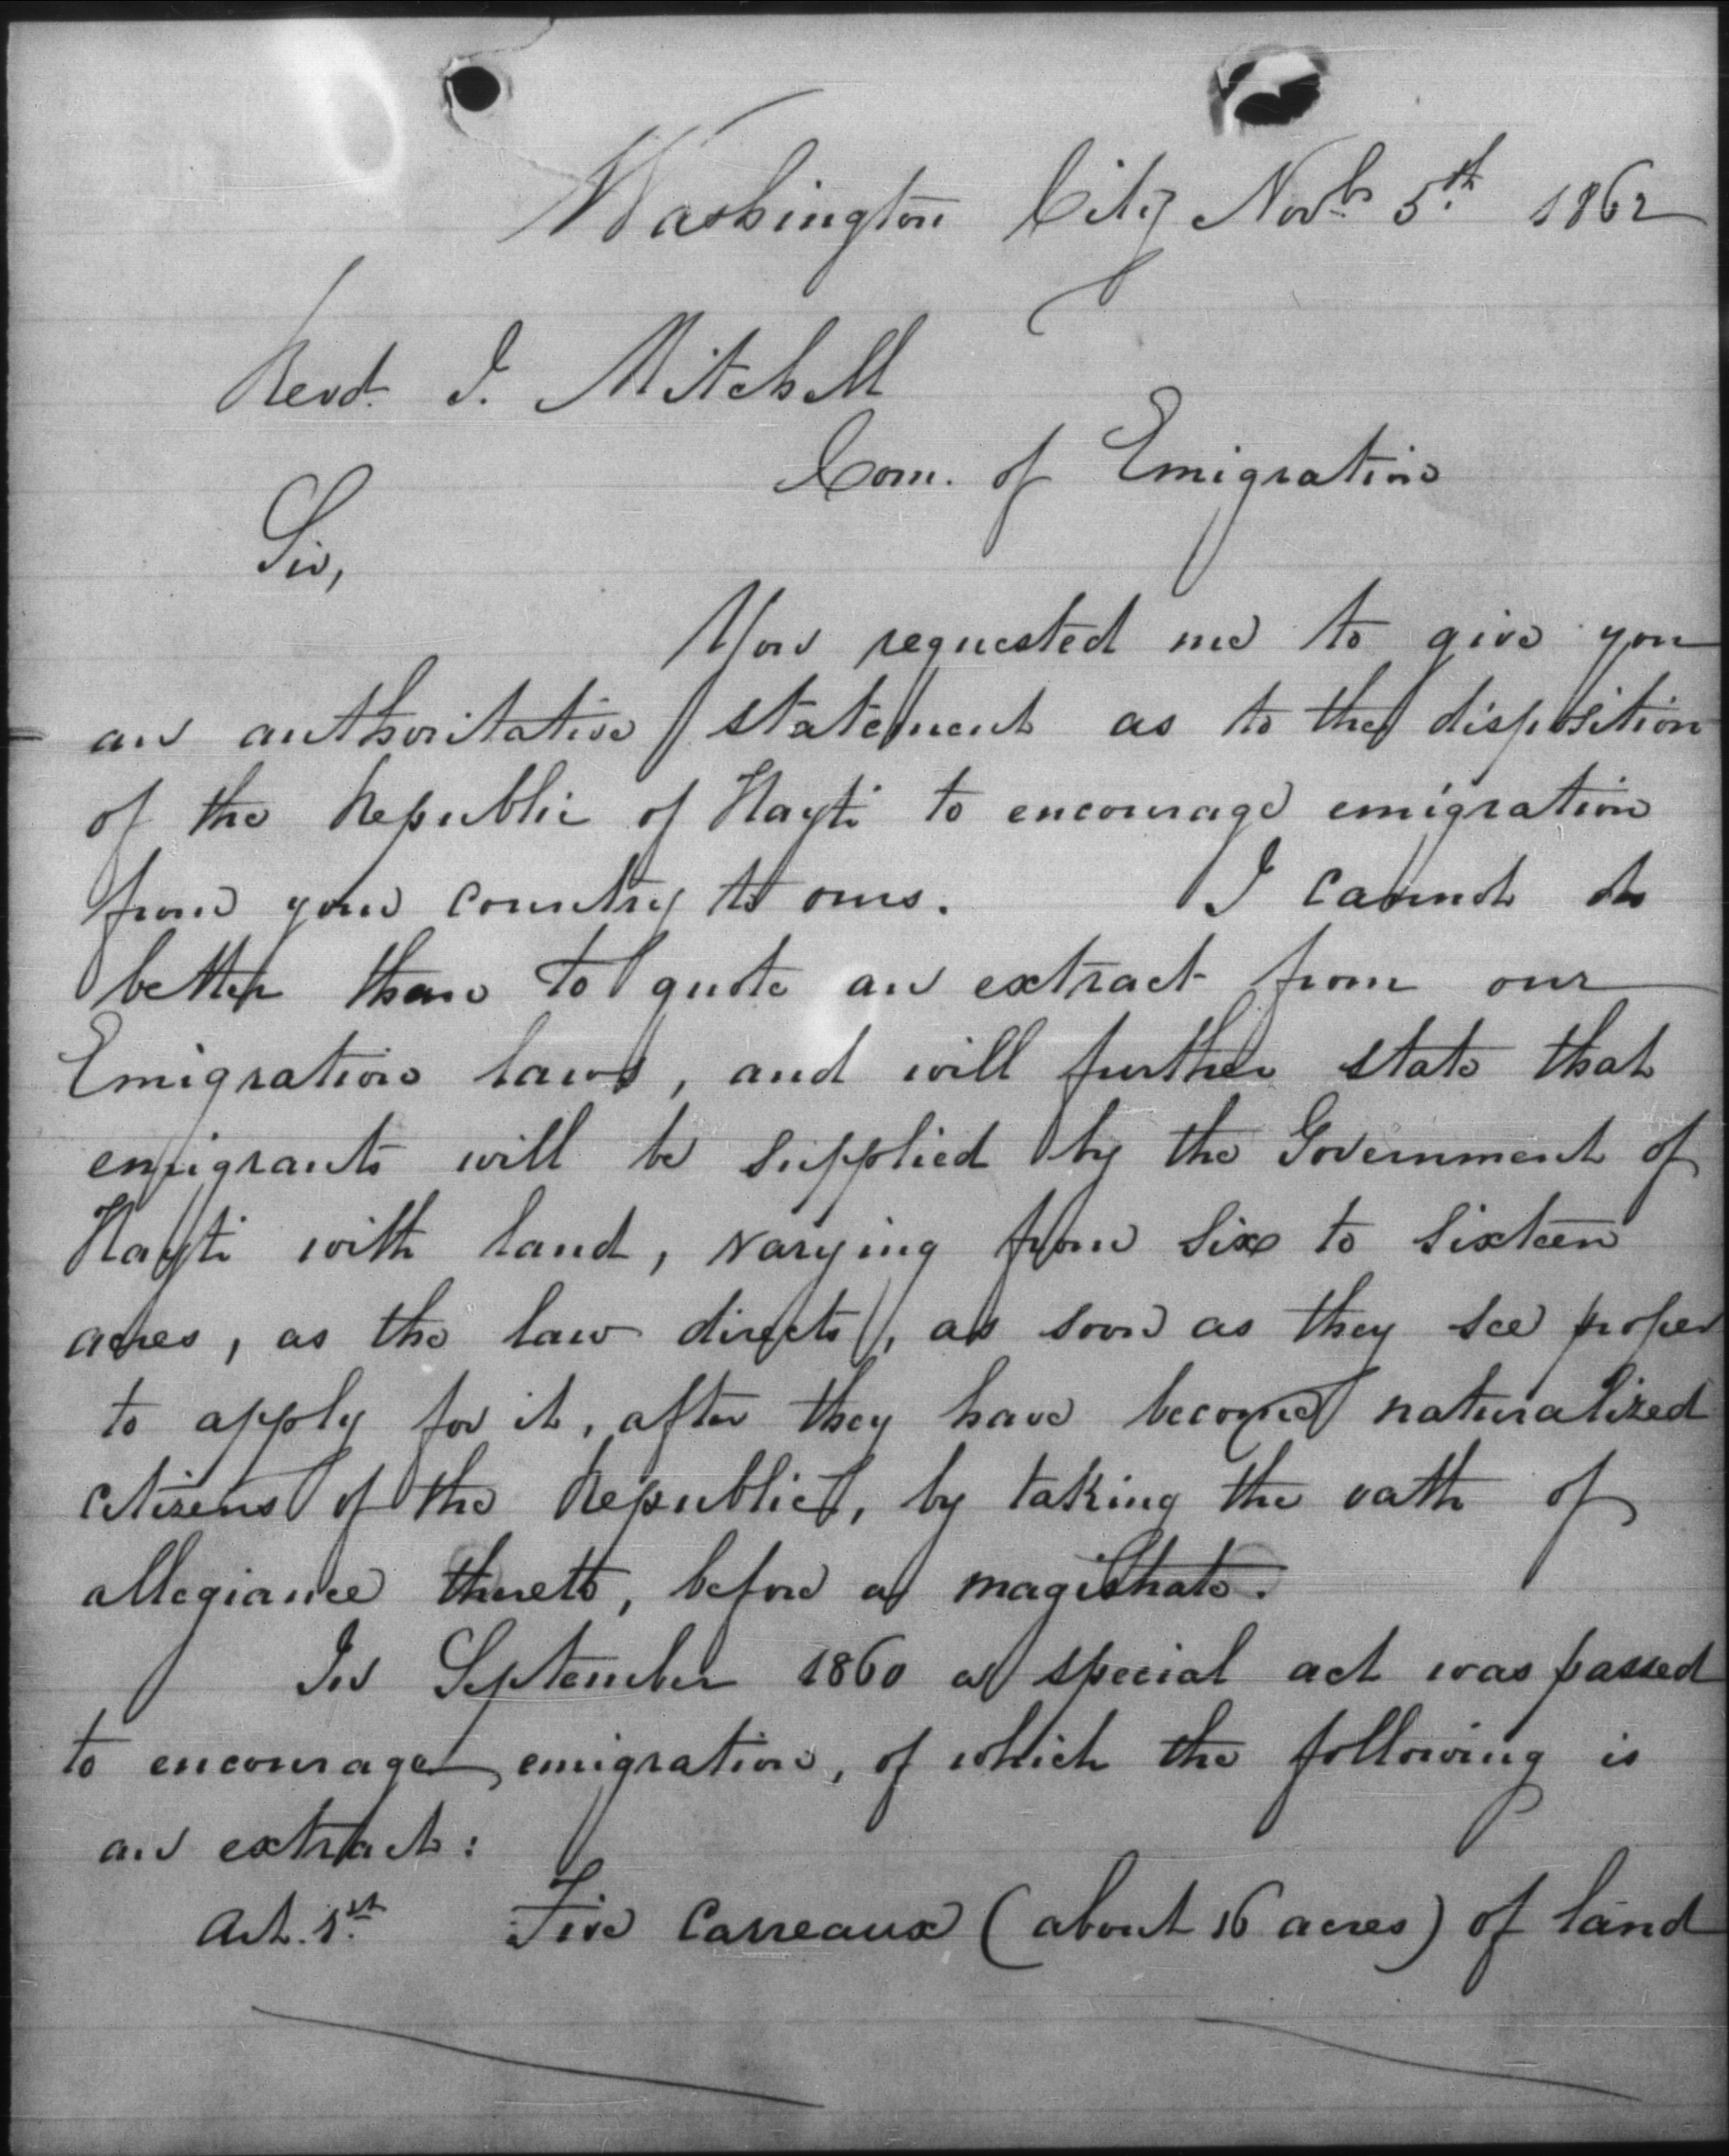 Washington City Novbr 5th 1862
Revd. J. Mitchell
Com. of Emigration
Sir,
You requested me to give you
an authoritative statement as to the disposition
of the Republic of Hayti to encourage emigration
from your country to ours. I cannot do
better than to quote an extract from our
Emigration laws, and will further state that
emigrants will be supplied by the Government of
Hayti with land, varying from six to sixteen
acres, as the law directs, as soon as they see proper
to apply for it, after they have become naturalized
citizens of the Republic, by taking the oath of
allegiance thereto, before a magistrate.
In September 1860 a special act was passed
to encourage emigration, of which the following is
an extract:
Art. 1st. Five Carreaux (about 16 acres) of land